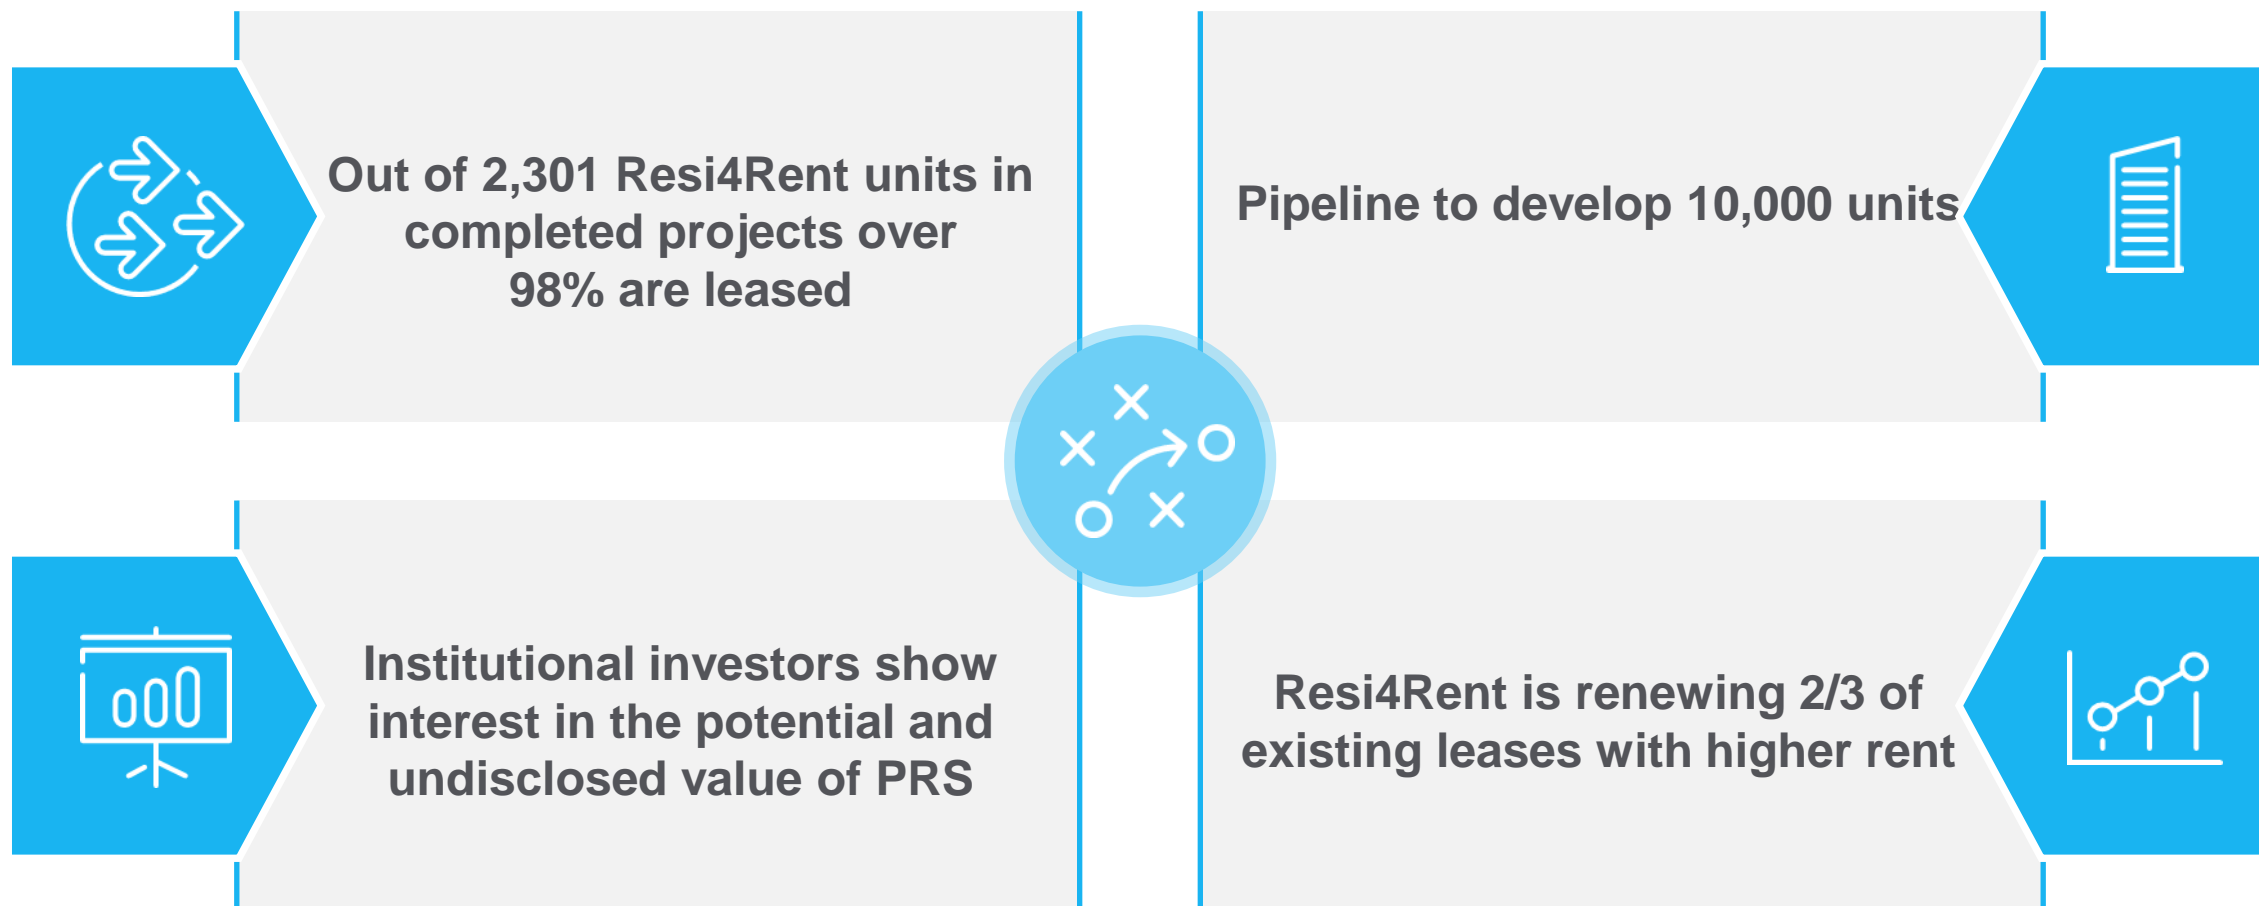 Out of 2,301 Resi4Rent units in
completed projects over
98% are leased
Pipeline to develop 10,000 units
Institutional investors show
interest in the potential and
undisclosed value of PRS
Resi4Rent is renewing 2/3 of
existing leases with higher rent